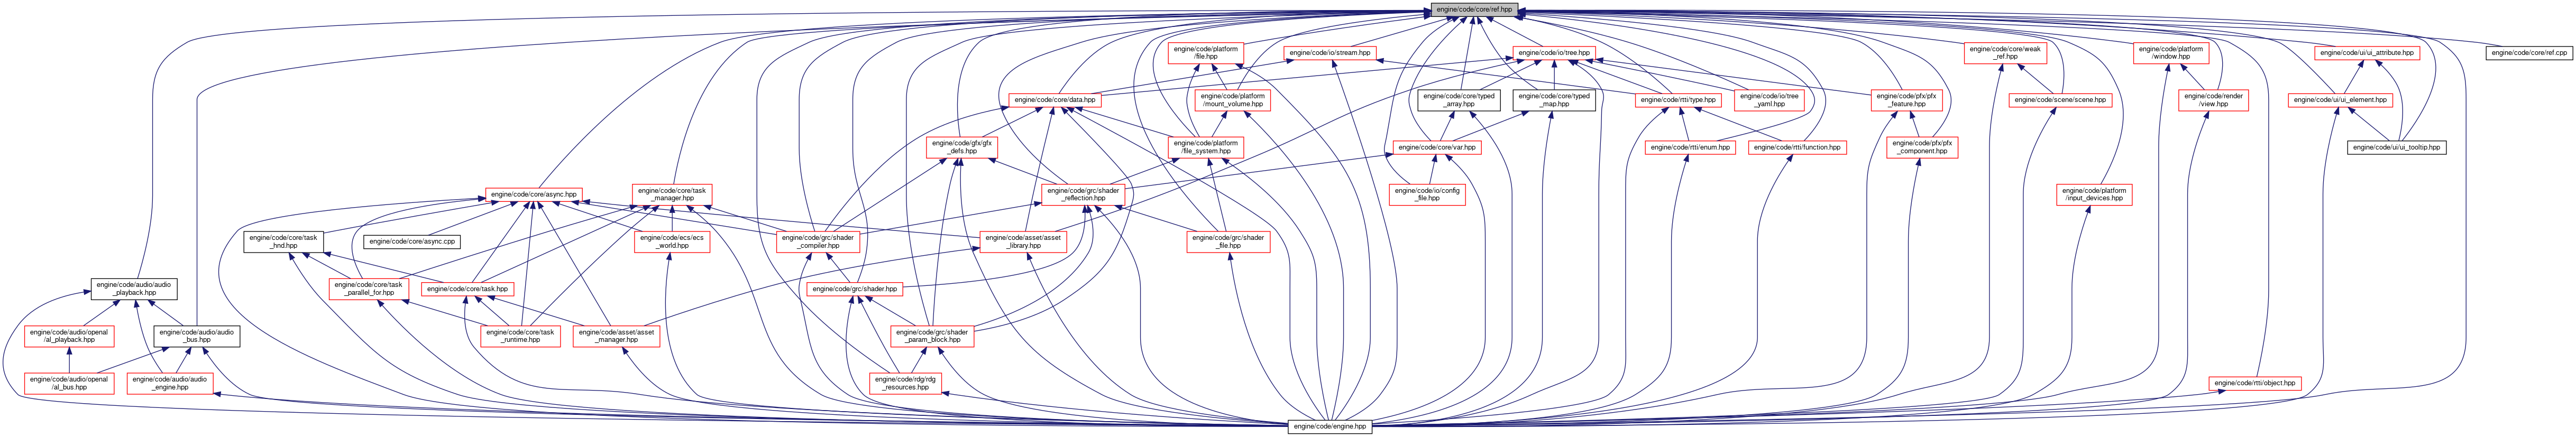 engine/code/core/ref.hpp
engine/code/platform
/file.hpp
engine/code/io/stream.hpp
engine/code/io/tree.hpp
engine/code/core/weak
_ref.hpp
engine/code/platform
/window.hpp
engine/code/ui/ui_attribute.hpp
engine/code/core/ref.cpp
engine/code/core/data.hpp
engine/code/platform
/mount_volume.hpp
engine/code/core/typed
_array.hpp
engine/code/core/typed
_map.hpp
engine/code/rtti/type.hpp
engine/code/io/tree
_yaml.hpp
engine/code/pfx/pfx
_feature.hpp
engine/code/scene/scene.hpp
engine/code/render
/view.hpp
engine/code/ui/ui_element.hpp
engine/code/gfx/gfx
_defs.hpp
engine/code/platform
/file_system.hpp
engine/code/core/var.hpp
engine/code/rtti/enum.hpp
engine/code/rtti/function.hpp
engine/code/pfx/pfx
_component.hpp
engine/code/ui/ui_tooltip.hpp
engine/code/core/async.hpp
engine/code/core/task
_manager.hpp
engine/code/grc/shader
_reflection.hpp
engine/code/io/config
_file.hpp
engine/code/platform
/input_devices.hpp
engine/code/core/task
_hnd.hpp
engine/code/core/async.cpp
engine/code/ecs/ecs
_world.hpp
engine/code/grc/shader
_compiler.hpp
engine/code/asset/asset
_library.hpp
engine/code/grc/shader
_file.hpp
engine/code/audio/audio
_playback.hpp
engine/code/core/task
_parallel_for.hpp
engine/code/core/task.hpp
engine/code/grc/shader.hpp
engine/code/audio/openal
/al_playback.hpp
engine/code/audio/audio
_bus.hpp
engine/code/core/task
_runtime.hpp
engine/code/asset/asset
_manager.hpp
engine/code/grc/shader
_param_block.hpp
engine/code/audio/openal
/al_bus.hpp
engine/code/audio/audio
_engine.hpp
engine/code/rdg/rdg
_resources.hpp
engine/code/rtti/object.hpp
engine/code/engine.hpp